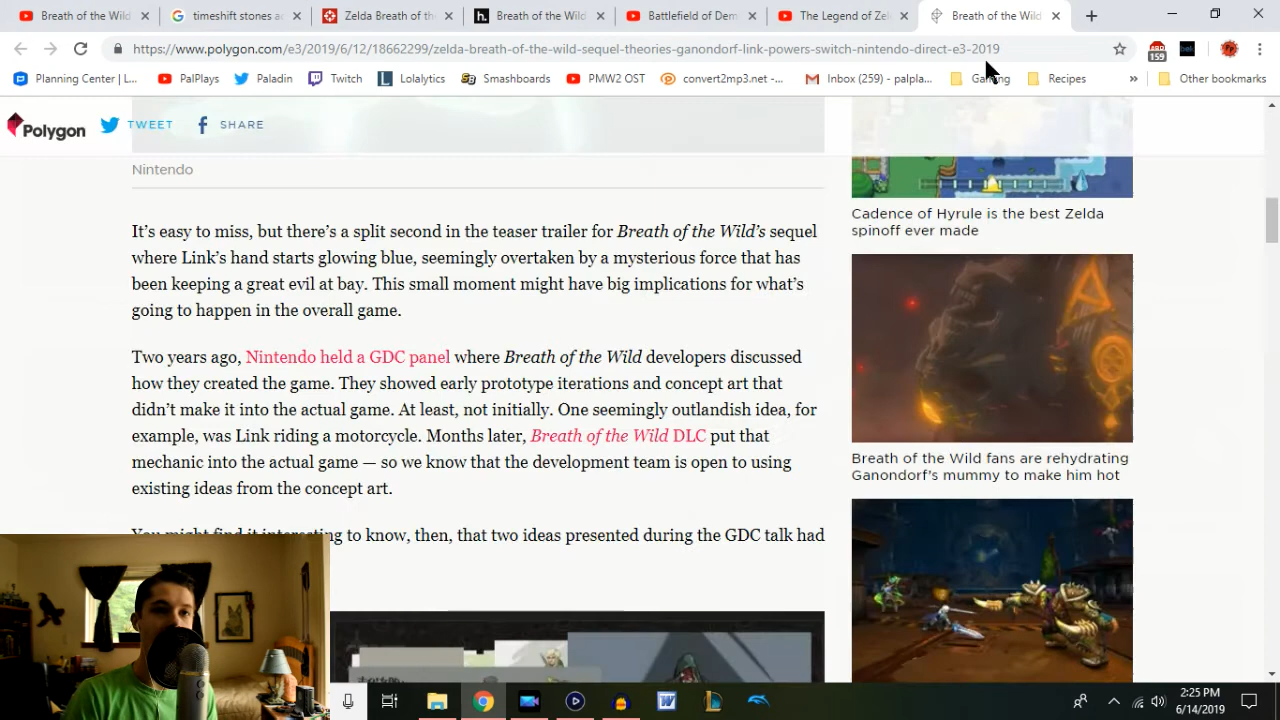 Breath of the Wild
timeshift stones a
Zelda Breath of the
Breath of the Wild
Battlefield of Dem
The Legend of Zel
Breath of the Wild
https://www.polygon.com/e3/2019/6/12/18662299/zelda-breath-of-the-wild-sequel-theories-ganondorf-link-powers-switch-nintendo-direct-e3-2019
159
Planning Center | L...
PalPlays
Paladin
Twitch
Lolalytics
Smashboards
PMW2 OST
convert2mp3.net -...
Inbox (259) - palpla...
Recipes
Other bookmarks
Polygon
TWEET
SHARE
Nintendo
It's easy to miss, but there's a split second in the teaser trailer for Breath of the Wild's sequel
where Link's hand starts glowing blue, seemingly overtaken by a mysterious force that has
been keeping a great evil at bay. This small moment might have big implications for what's
going to happen in the overall game.
Two years ago, Nintendo held a GDC panel where Breath of the Wild developers discussed
how they created the game. They showed early prototype iterations and concept art that
didn't make it into the actual game. At least, not initially. One seemingly outlandish idea, for
example, was Link riding a motorcycle. Months later, Breath of the Wild DLC put that
mechanic into the actual game — so we know that the development team is open to using
existing ideas from the concept art.
You might find it interesting to know, then, that two ideas presented during the GDC talk had
Cadence of Hyrule is the best Zelda
spinoff ever made
Breath of the Wild fans are rehydrating
Ganondorf's mummy to make him hot
2:25 PM
6/14/2019